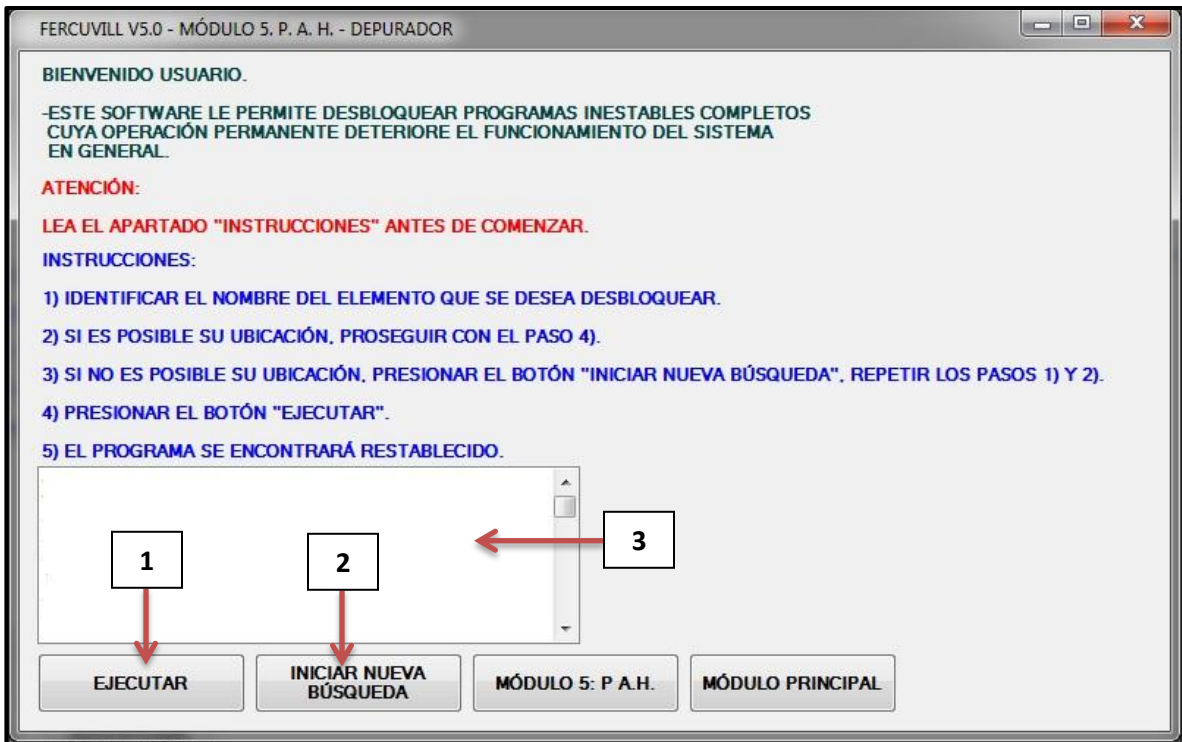 FERCUVILL V5.0 - MÓDULO 5. P. A. H. - DEPURADOR
BIENVENIDO USUARIO.
-ESTE SOFTWARE LE PERMITE DESBLOQUEAR PROGRAMAS INESTABLES COMPLETOS
CUYA OPERACIÓN PERMANENTE DETERIORE EL FUNCIONAMIENTO DEL SISTEMA
EN GENERAL.
ATENCIÓN:
LEA EL APARTADO "INSTRUCCIONES" ANTES DE COMENZAR.
INSTRUCCIONES:
1) IDENTIFICAR EL NOMBRE DEL ELEMENTO QUE SE DESEA DESBLOQUEAR.
2) SI ES POSIBLE SU UBICACIÓN, PROSEGUIR CON EL PASO 4).
3) SI NO ES POSIBLE SU UBICACIÓN, PRESIONAR EL BOTÓN "INICIAR NUEVA BÚSQUEDA", REPETIR LOS PASOS 1) Y 2).
4) PRESIONAR EL BOTÓN "EJECUTAR".
5) EL PROGRAMA SE ENCONTRARÁ RESTABLECIDO.
1
2
3
EJECUTAR
INICIAR NUEVA
BÚSQUEDA
MÓDULO 5: P A.H.
MÓDULO PRINCIPAL